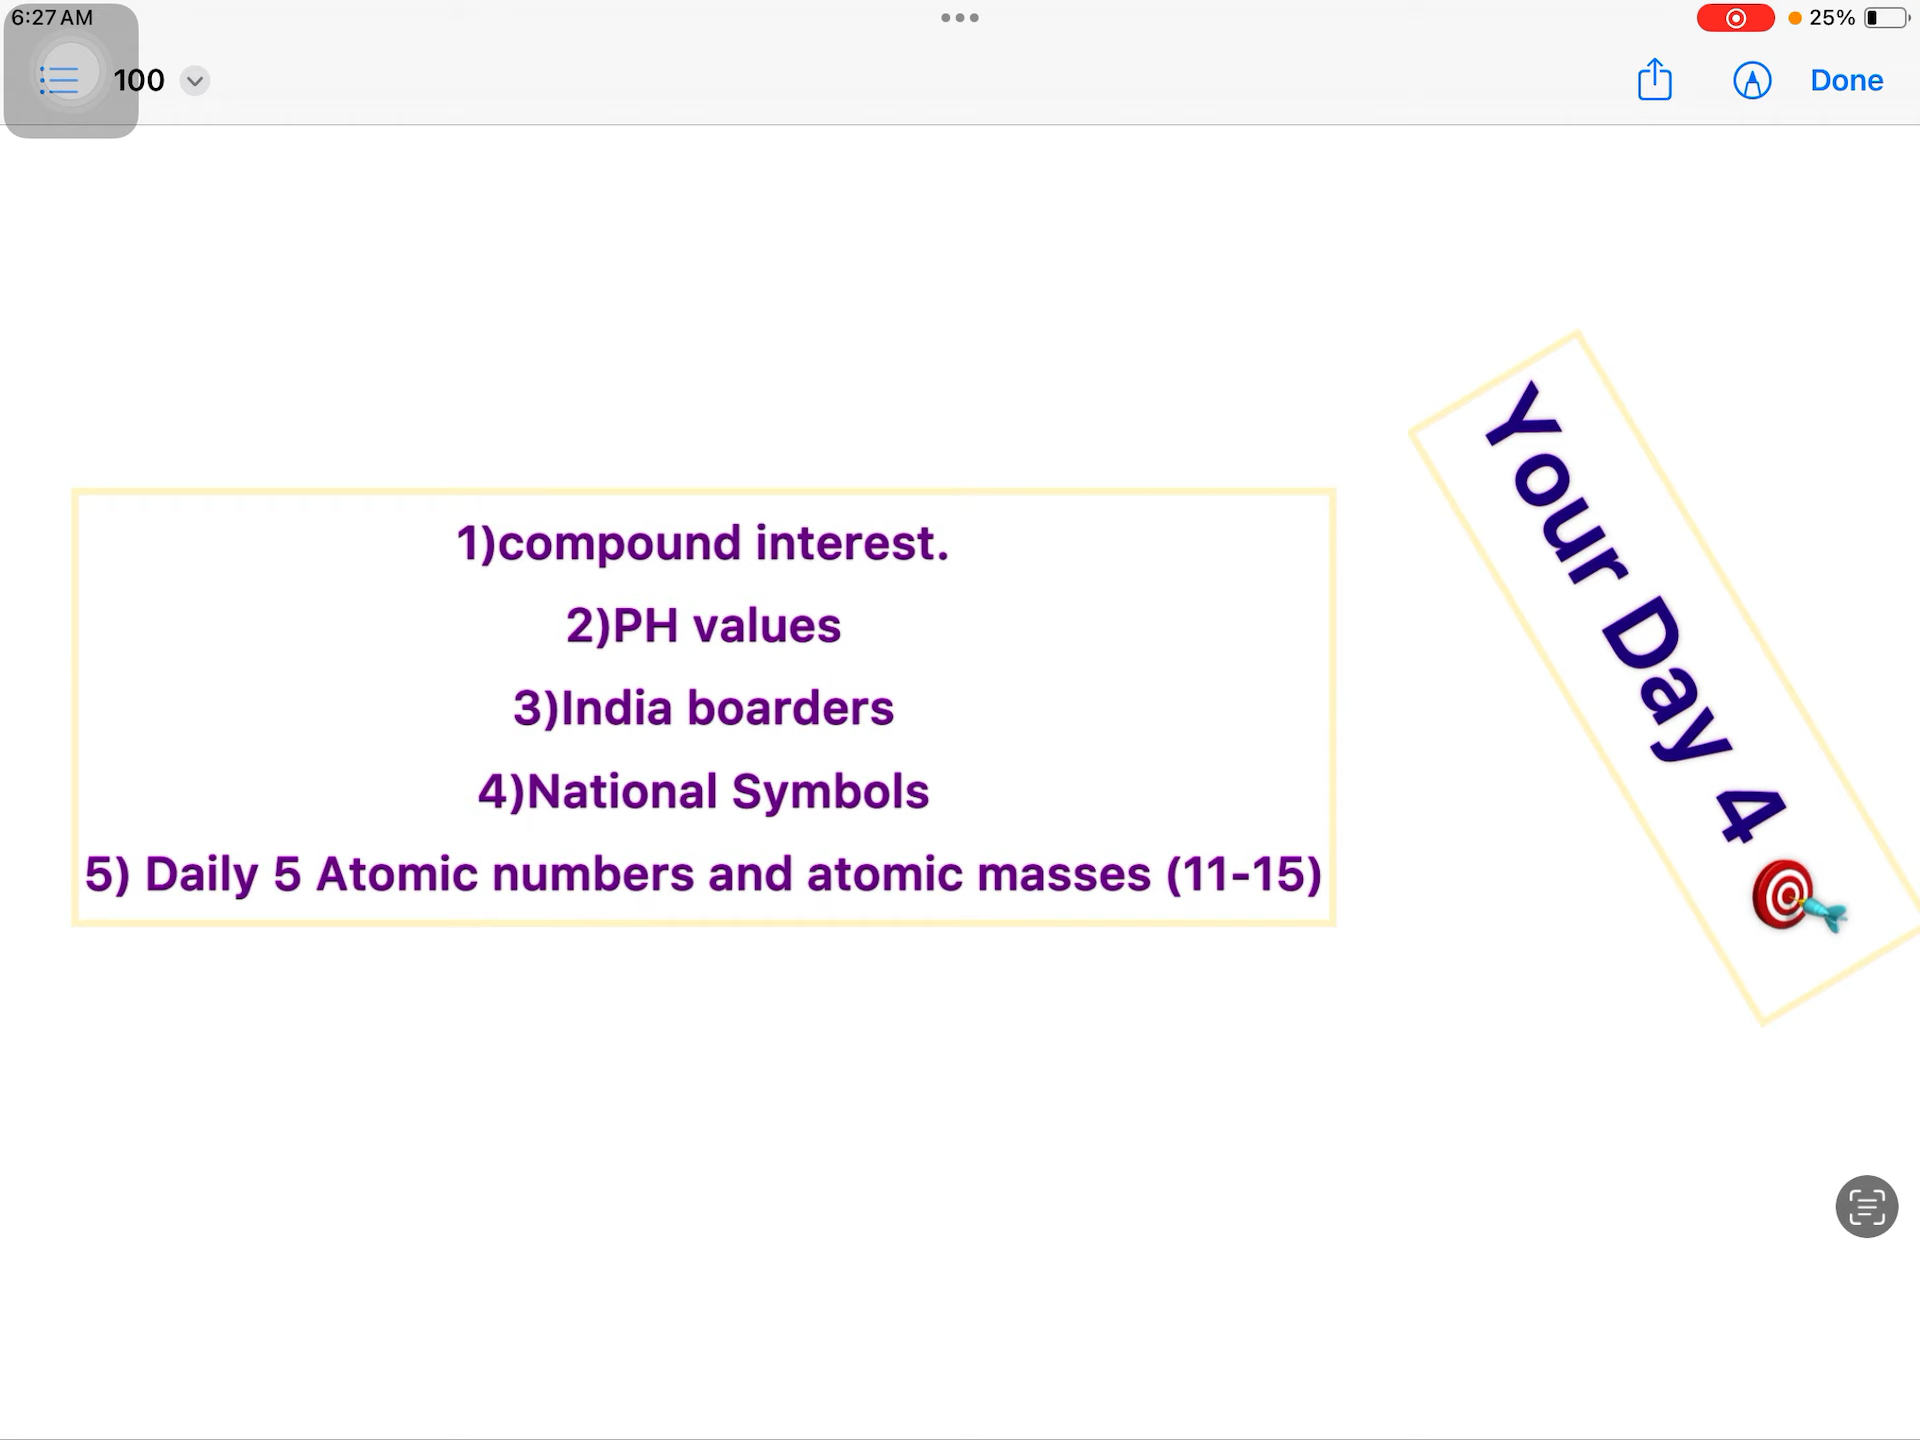 6:27 AM
25%
100
Done
1)compound interest.
2)PH values
3)India boarders
4)National Symbols
5) Daily 5 Atomic numbers and atomic masses (11-15)
Your Day 4 🎯